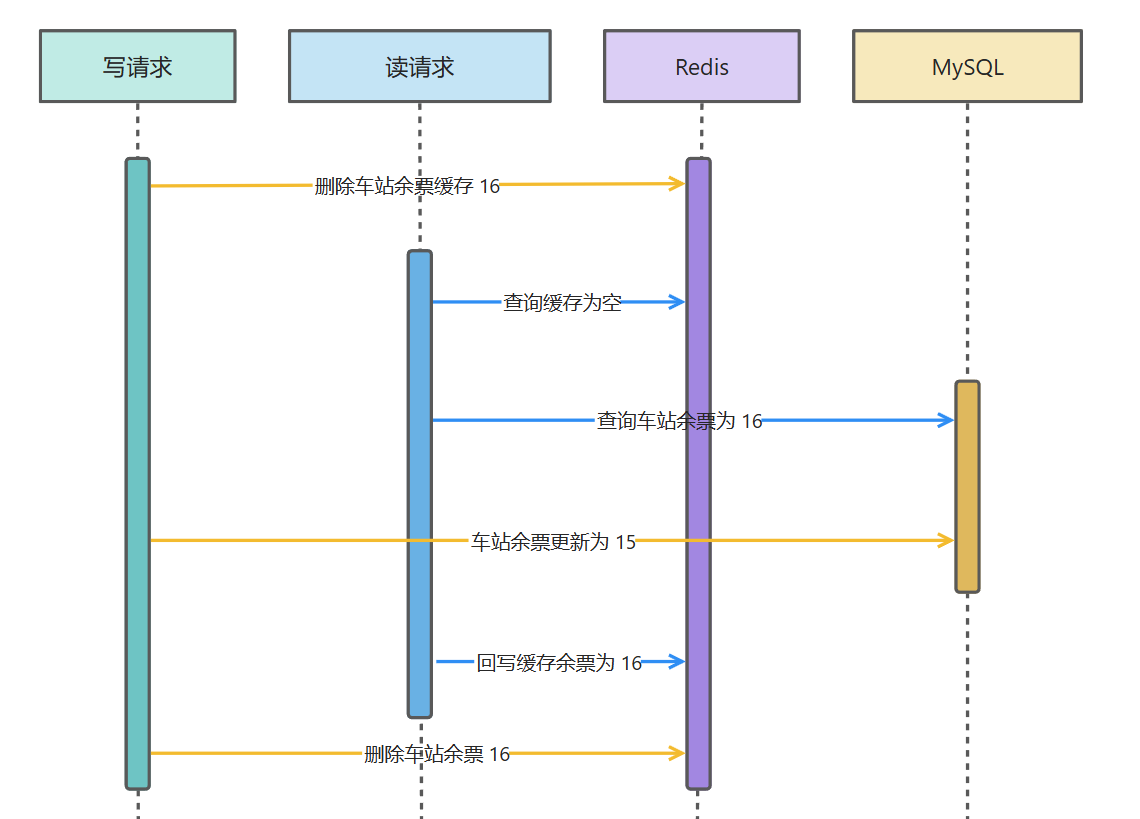 写请求
读请求
Redis
MySQL
删除车站余票缓存 16
查询缓存为空
查询车站余票为 16
车站余票更新为 15
回写缓存余票为 16
删除车站余票 16